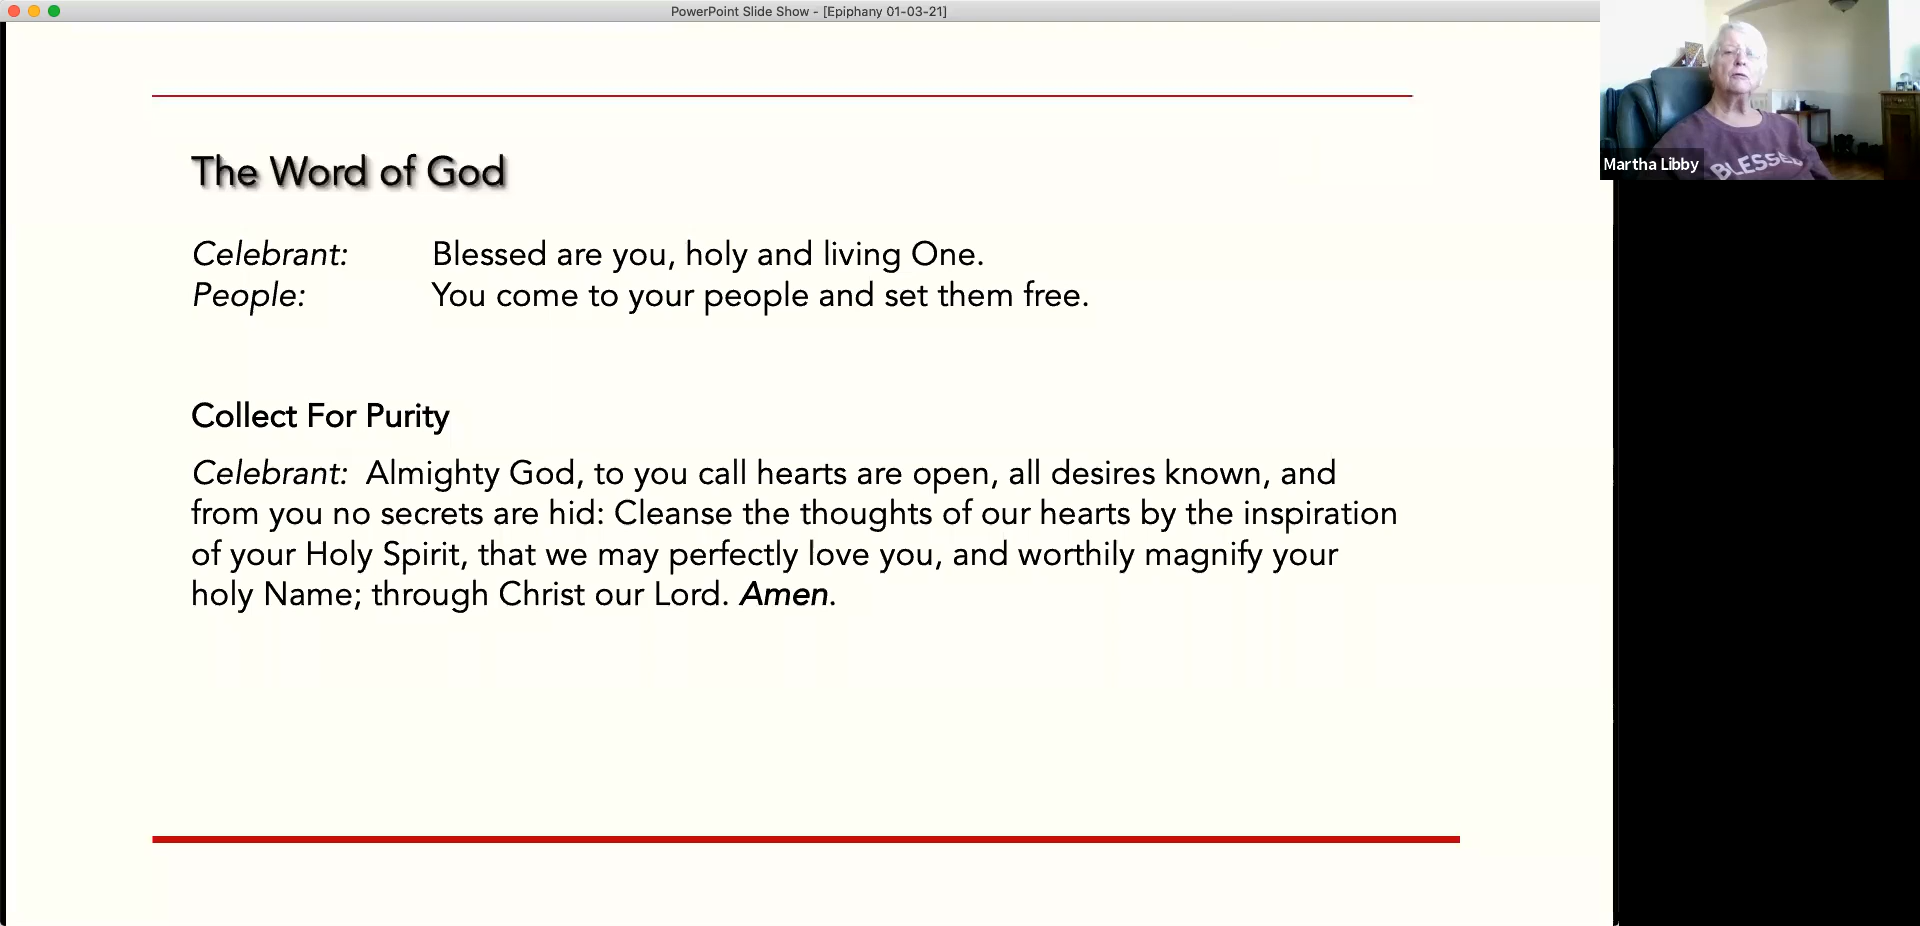 PowerPoint Slide Show - [Epiphany 01-03-21]
The Word of God
Celebrant: Blessed are you, holy and living One.
People: You come to your people and set them free.
Collect For Purity
Celebrant: Almighty God, to you call hearts are open, all desires known, and
from you no secrets are hid: Cleanse the thoughts of our hearts by the inspiration
of your Holy Spirit, that we may perfectly love you, and worthily magnify your
holy Name; through Christ our Lord. Amen.
Martha Libby
BLESSED